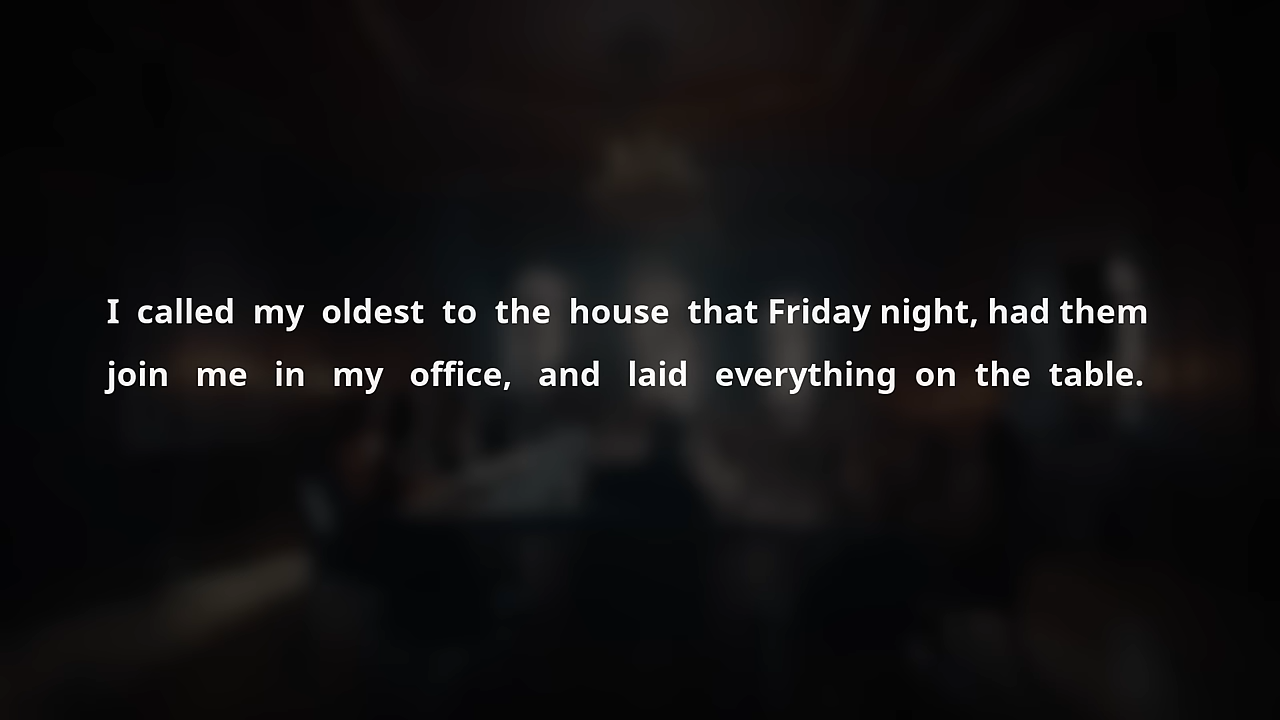 I called my oldest to the house that Friday night, had them
join me in my office, and laid everything on the table.